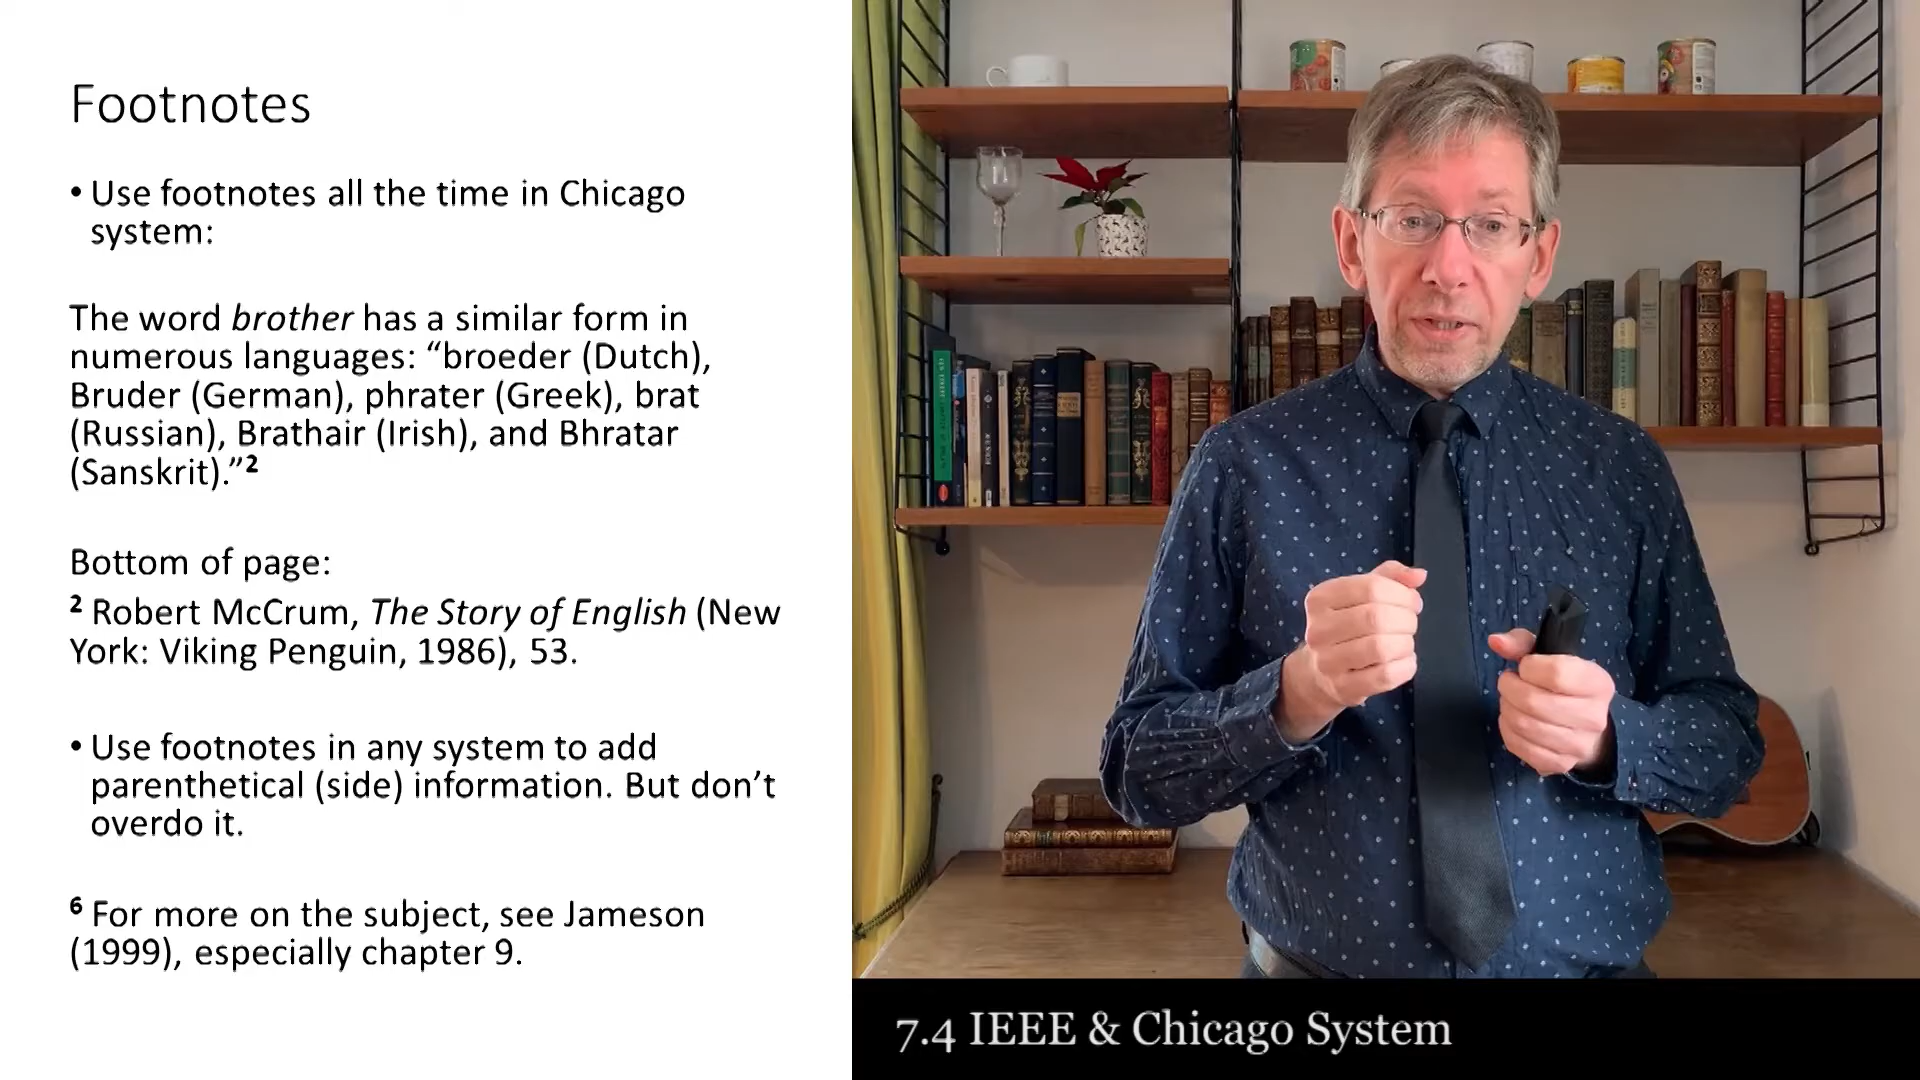 Footnotes
• Use footnotes all the time in Chicago
system:
The word brother has a similar form in
numerous languages: “broeder (Dutch),
Bruder (German), phrater (Greek), brat
(Russian), Brathair (Irish), and Bhratar
(Sanskrit).”²
Bottom of page:
² Robert McCrum, The Story of English (New
York: Viking Penguin, 1986), 53.
• Use footnotes in any system to add
parenthetical (side) information. But don’t
overdo it.
⁶ For more on the subject, see Jameson
(1999), especially chapter 9.
7.4 IEEE & Chicago System